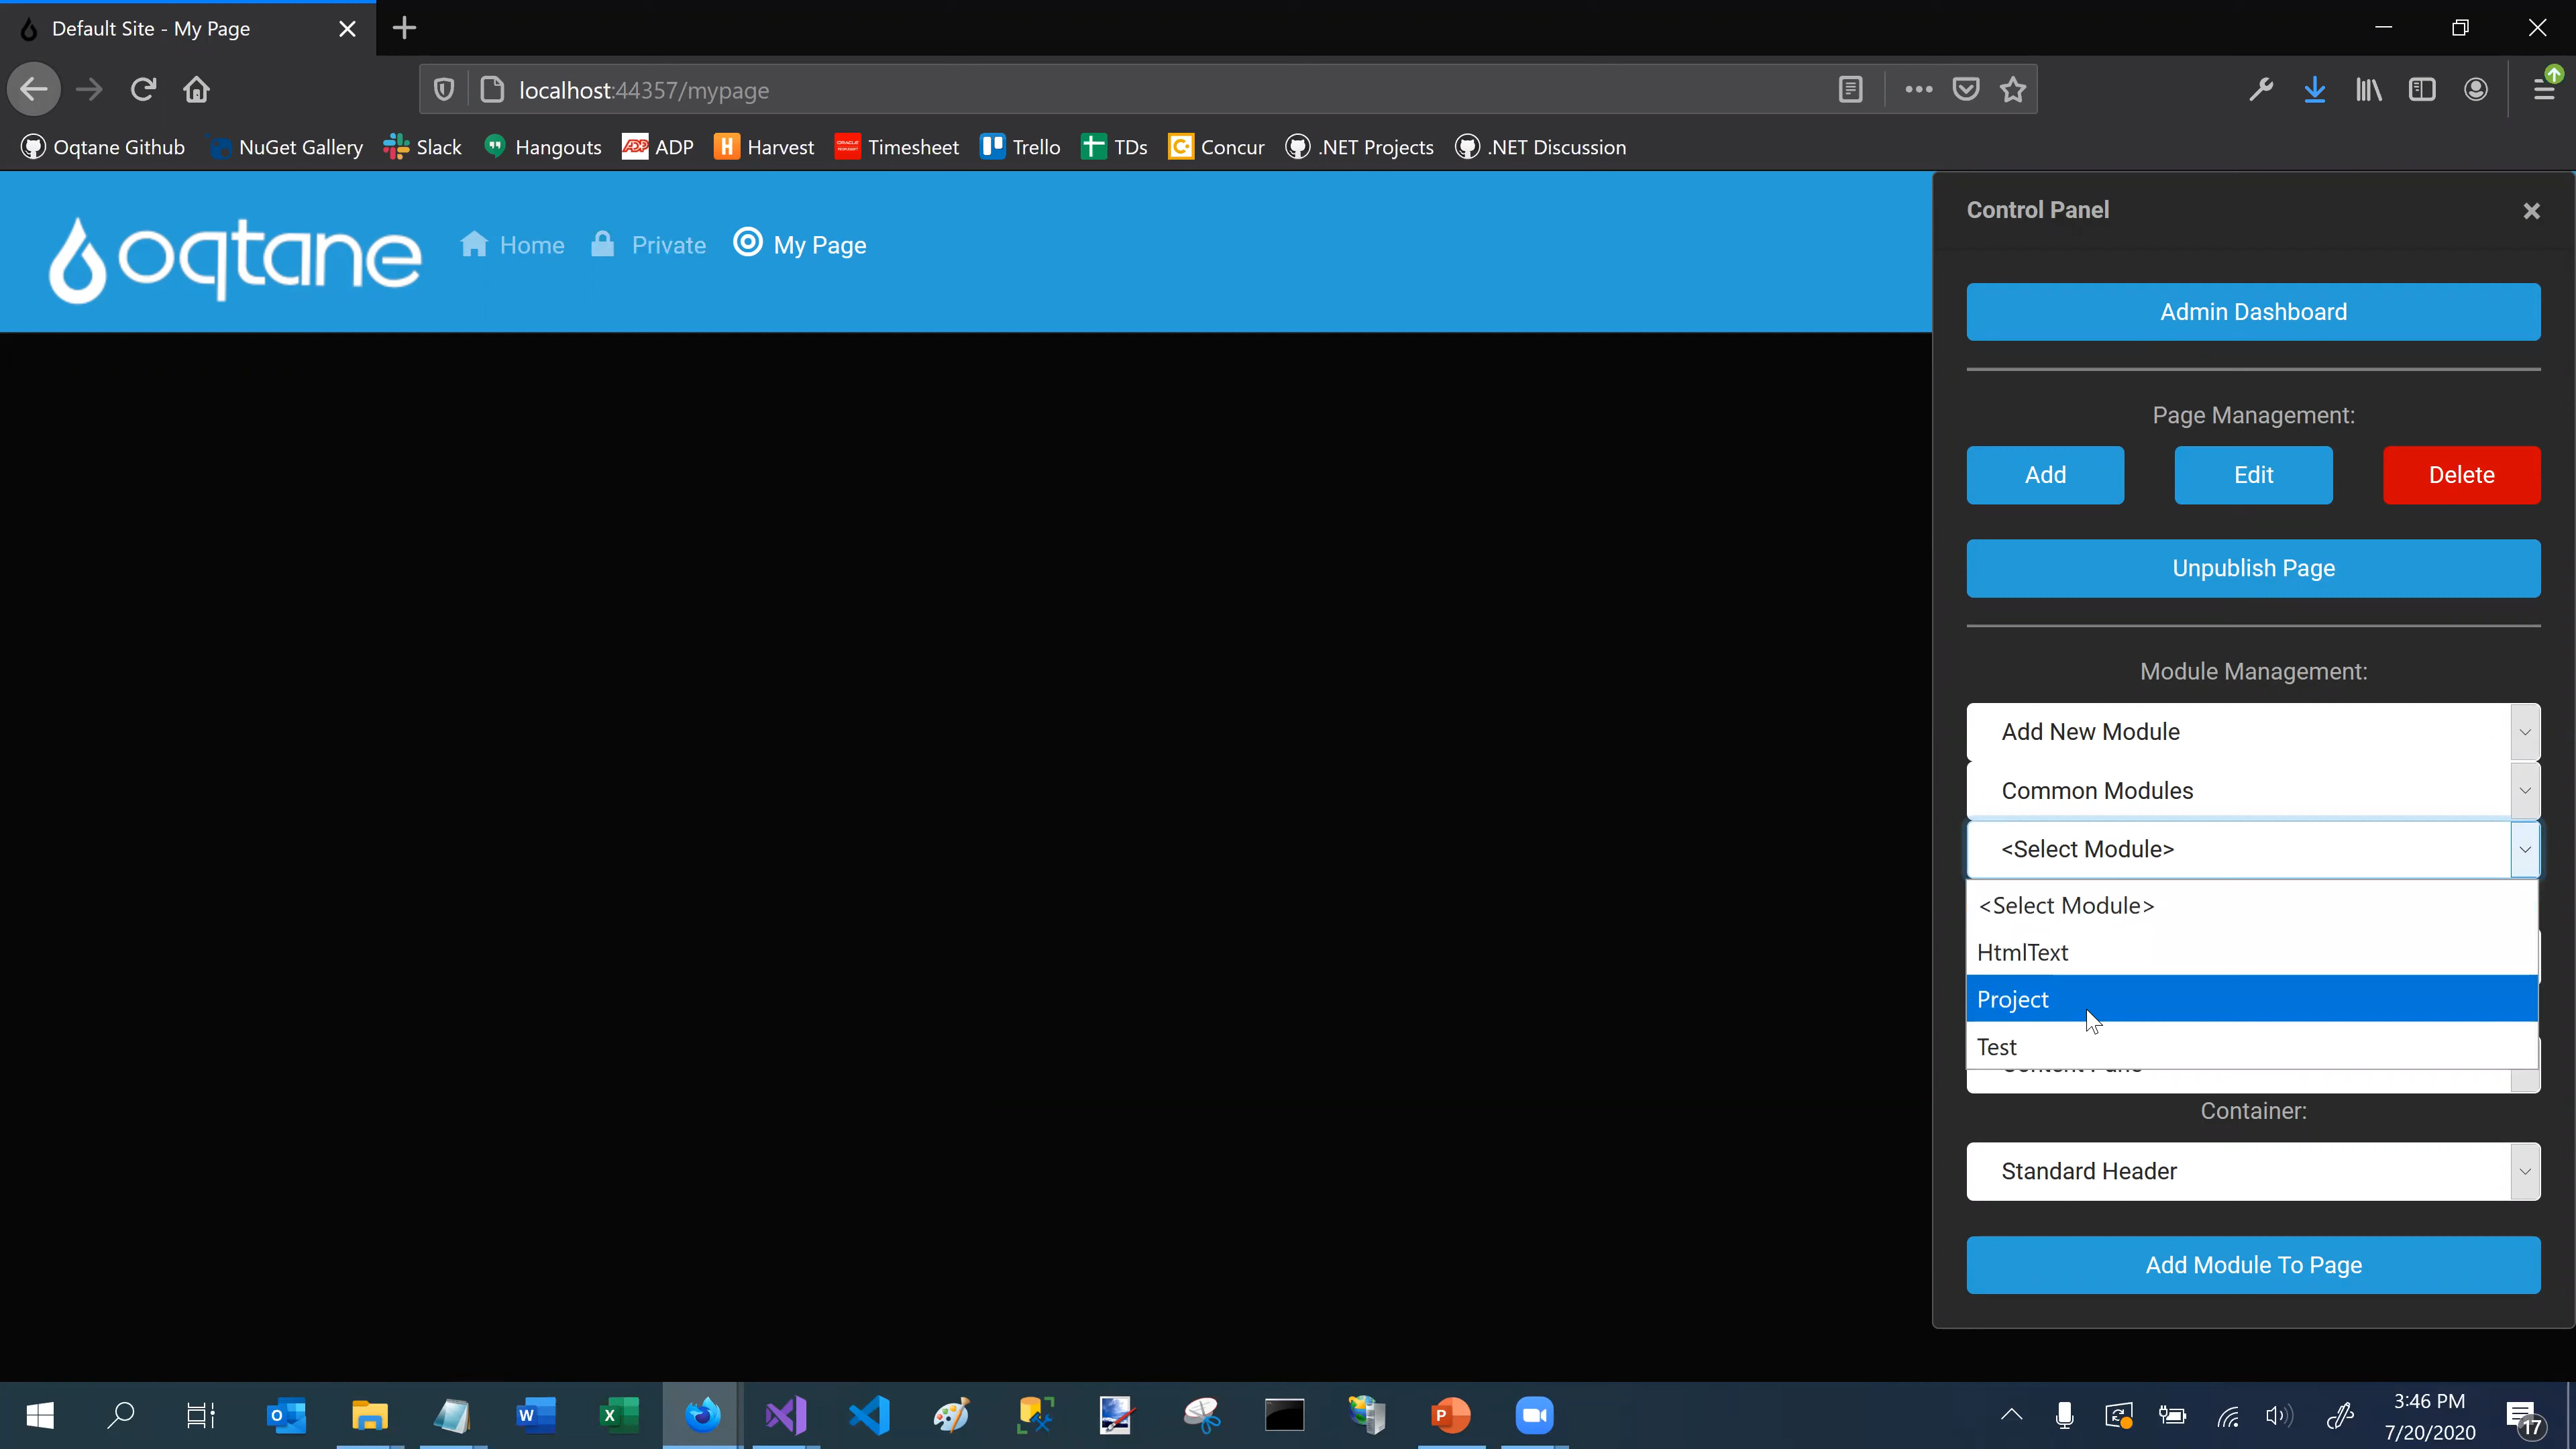 Default Site - My Page
localhost:44357/mypage
Oqtane Github NuGet Gallery Slack Hangouts ADP Harvest Timesheet Trello TDs Concur .NET Projects .NET Discussion
oqtane Home Private My Page
Control Panel
Admin Dashboard
Page Management:
Add Edit Delete
Unpublish Page
Module Management:
Add New Module
Common Modules
<Select Module>
<Select Module>
HtmlText
Project
Test
Container:
Standard Header
Add Module To Page
3:46 PM
7/20/2020
17